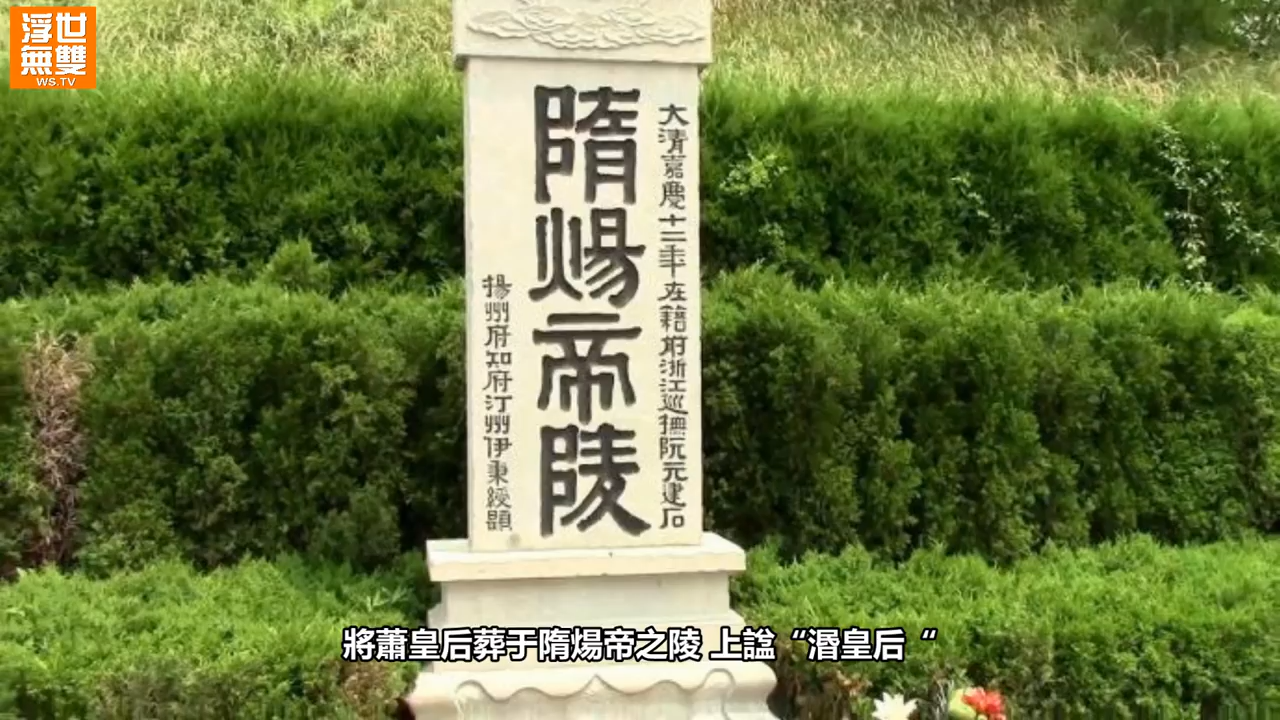 浮世
無雙
WS.TV
大清嘉慶十二年在籍前浙江巡撫阮元建石
隋煬帝陵
揚州府知府汀州伊秉綬題
將蕭皇后葬于隋煬帝之陵 上諡“湣皇后“